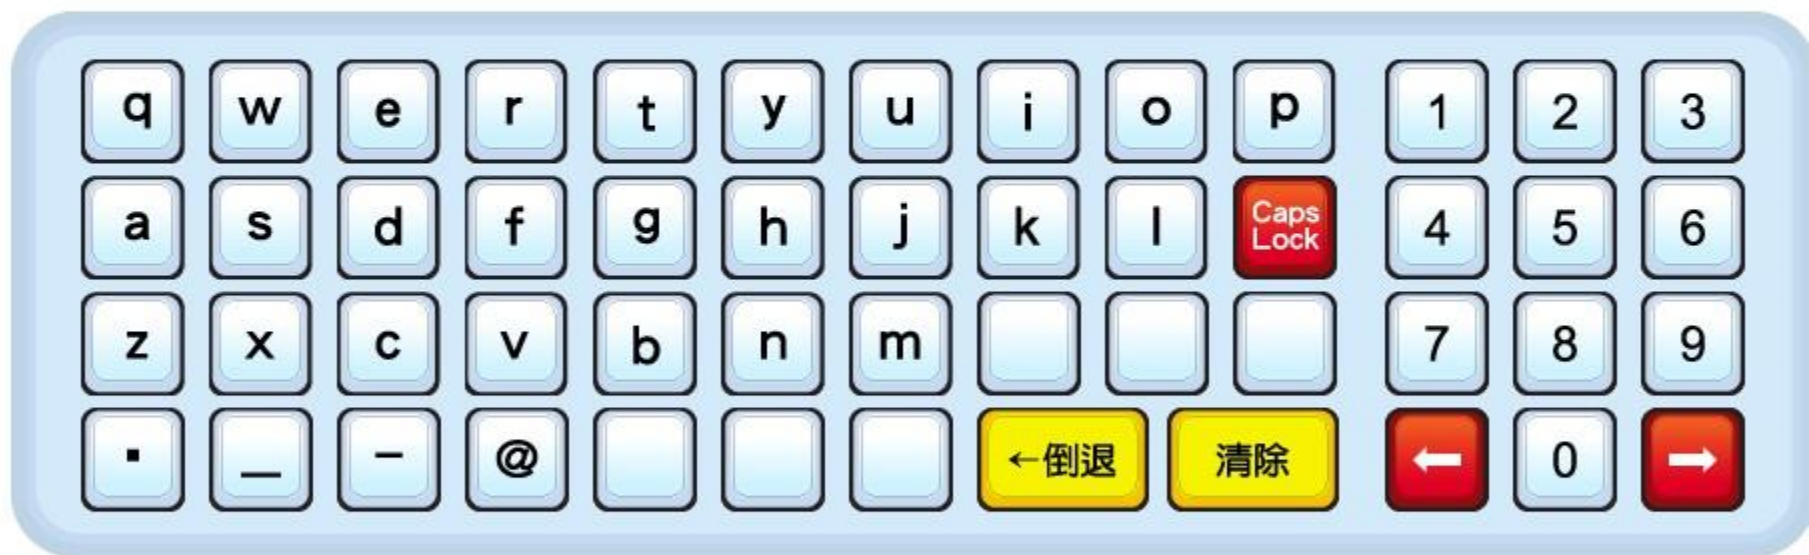 q w e r t y u i o p 1 2 3
a s d f g h j k l Caps Lock 4 5 6
z x c v b n m 7 8 9
. _ - @ ←倒退 清除 ← 0 →